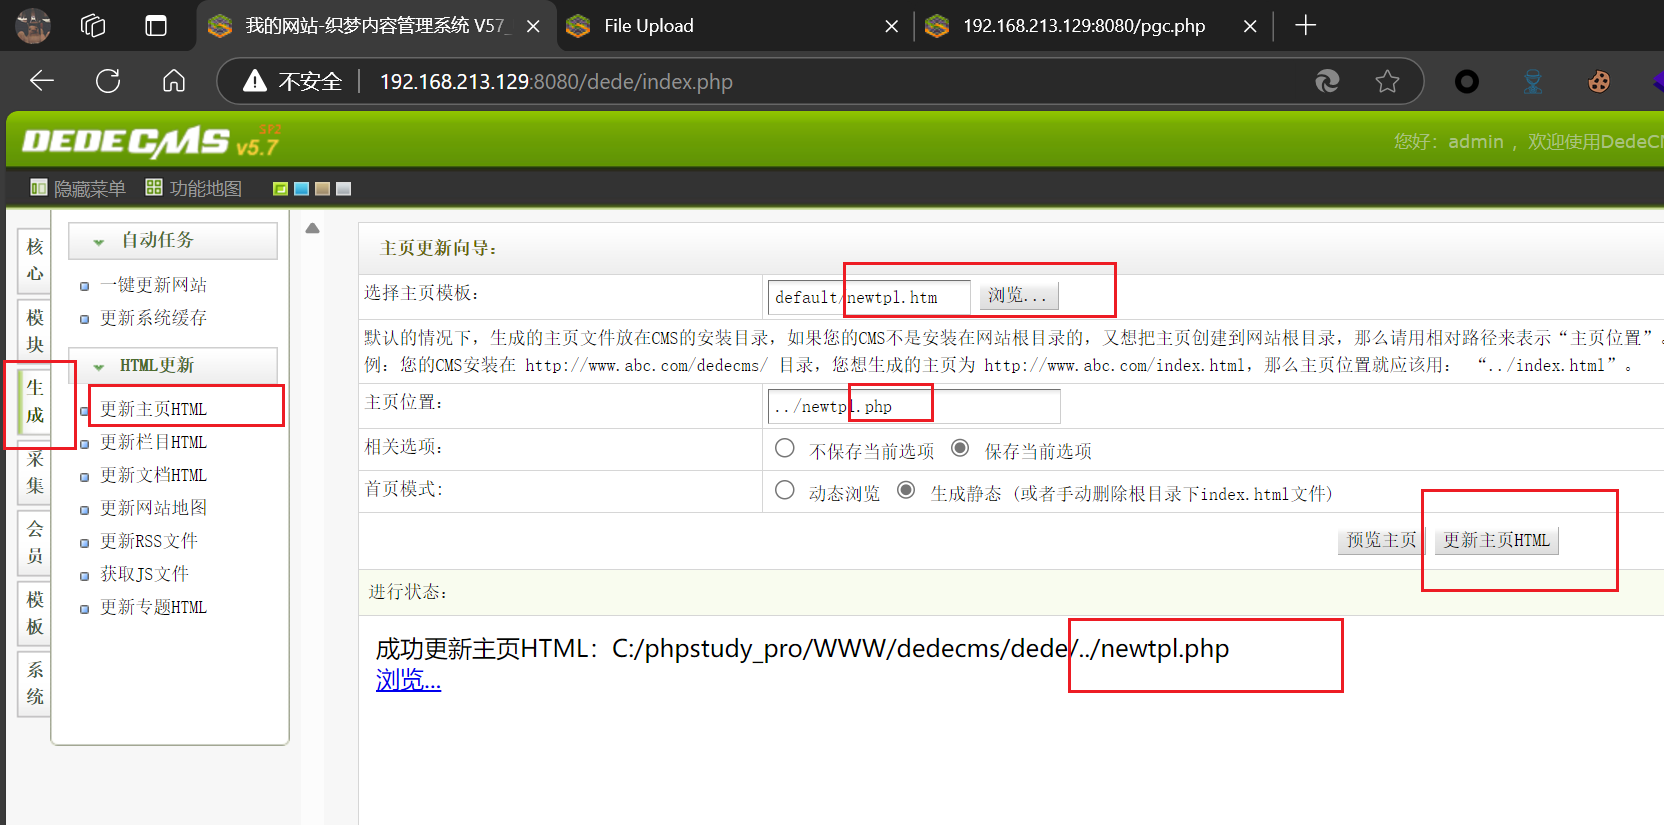 我的网站-织梦内容管理系统 V57_
File Upload
192.168.213.129:8080/pgc.php
不安全
192.168.213.129:8080/dede/index.php
DEDECMS v5.7 SP2
您好：admin ，欢迎使用DedeCM
隐藏菜单
功能地图
核心
模块
生成
采集
会员
模板
系统
自动任务
一键更新网站
更新系统缓存
HTML更新
更新主页HTML
更新栏目HTML
更新文档HTML
更新网站地图
更新RSS文件
获取JS文件
更新专题HTML
主页更新向导：
选择主页模板：
default/newtpl.htm
浏览...
默认的情况下，生成的主页文件放在CMS的安装目录，如果您的CMS不是安装在网站根目录的，又想把主页创建到网站根目录，那么请用相对路径来表示“主页位置”。
例：您的CMS安装在 http://www.abc.com/dedecms/ 目录，您想生成的主页为 http://www.abc.com/index.html，那么主页位置就应该用： “../index.html”。
主页位置：
../newtpl.php
相关选项：
不保存当前选项
保存当前选项
首页模式：
动态浏览
生成静态 (或者手动删除根目录下index.html文件)
预览主页
更新主页HTML
进行状态：
成功更新主页HTML：C:/phpstudy_pro/WWW/dedecms/dede/../newtpl.php
浏览...